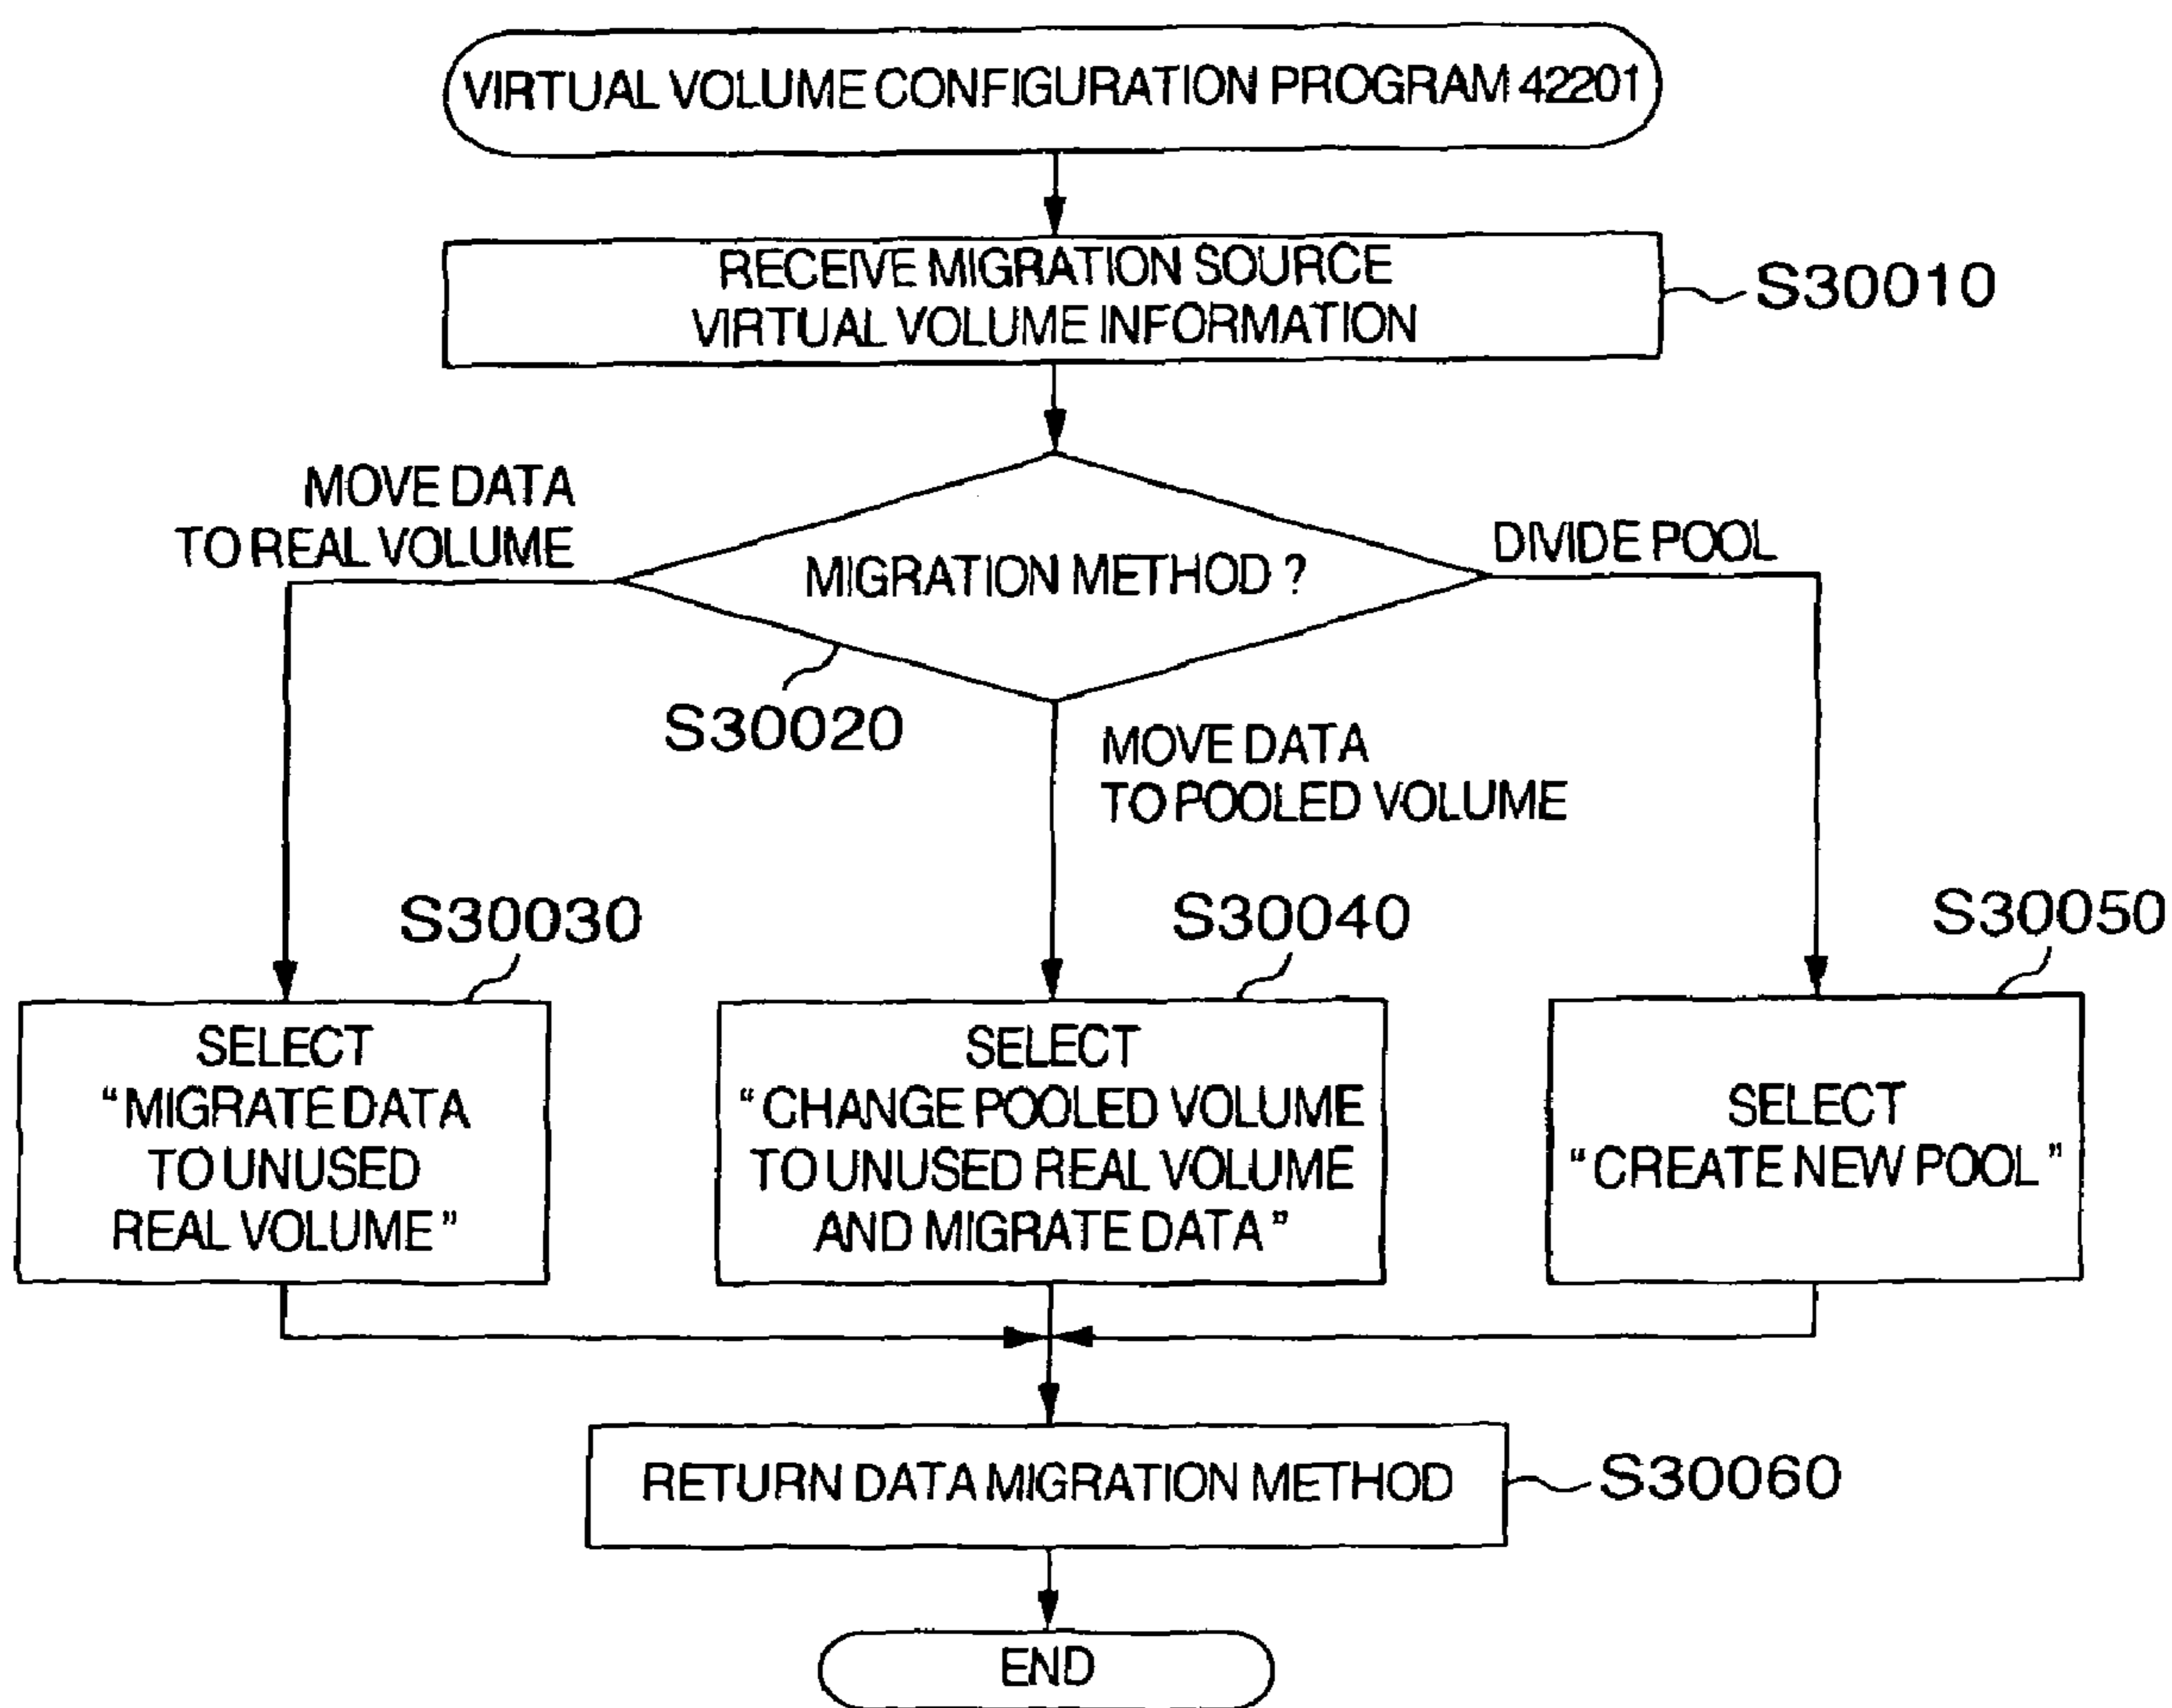 VIRTUAL VOLUME CONFIGURATION PROGRAM 42201
RECEIVE MIGRATION SOURCE
VIRTUAL VOLUME INFORMATION
S30010
MOVE DATA
TO REAL VOLUME
MIGRATION METHOD ?
DIVIDE POOL
S30020
MOVE DATA
TO POOLED VOLUME
S30030
S30040
S30050
SELECT
"MIGRATE DATA
TO UNUSED
REAL VOLUME"
SELECT
"CHANGE POOLED VOLUME
TO UNUSED REAL VOLUME
AND MIGRATE DATA"
SELECT
"CREATE NEW POOL"
RETURN DATA MIGRATION METHOD
S30060
END